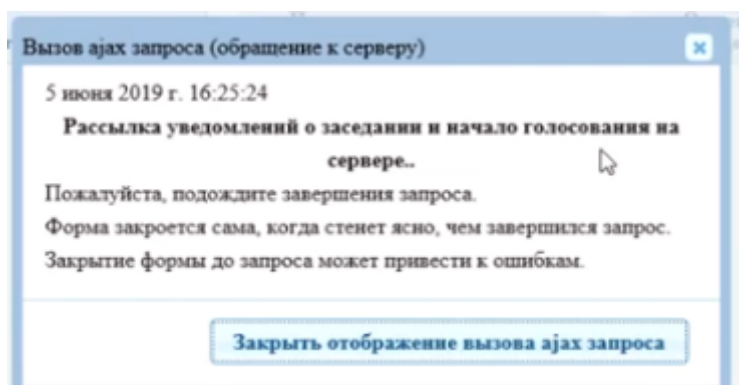 Вызов ajax запроса (обращение к серверу)
5 июня 2019 г. 16:25:24
Рассылка уведомлений о заседании и начало голосования на
сервере..
Пожалуйста, подождите завершения запроса.
Форма закроется сама, когда стенет ясно, чем завершился запрос.
Закрытие формы до запроса может привести к ошибкам.
Закрыть отображение вызова ajax запроса